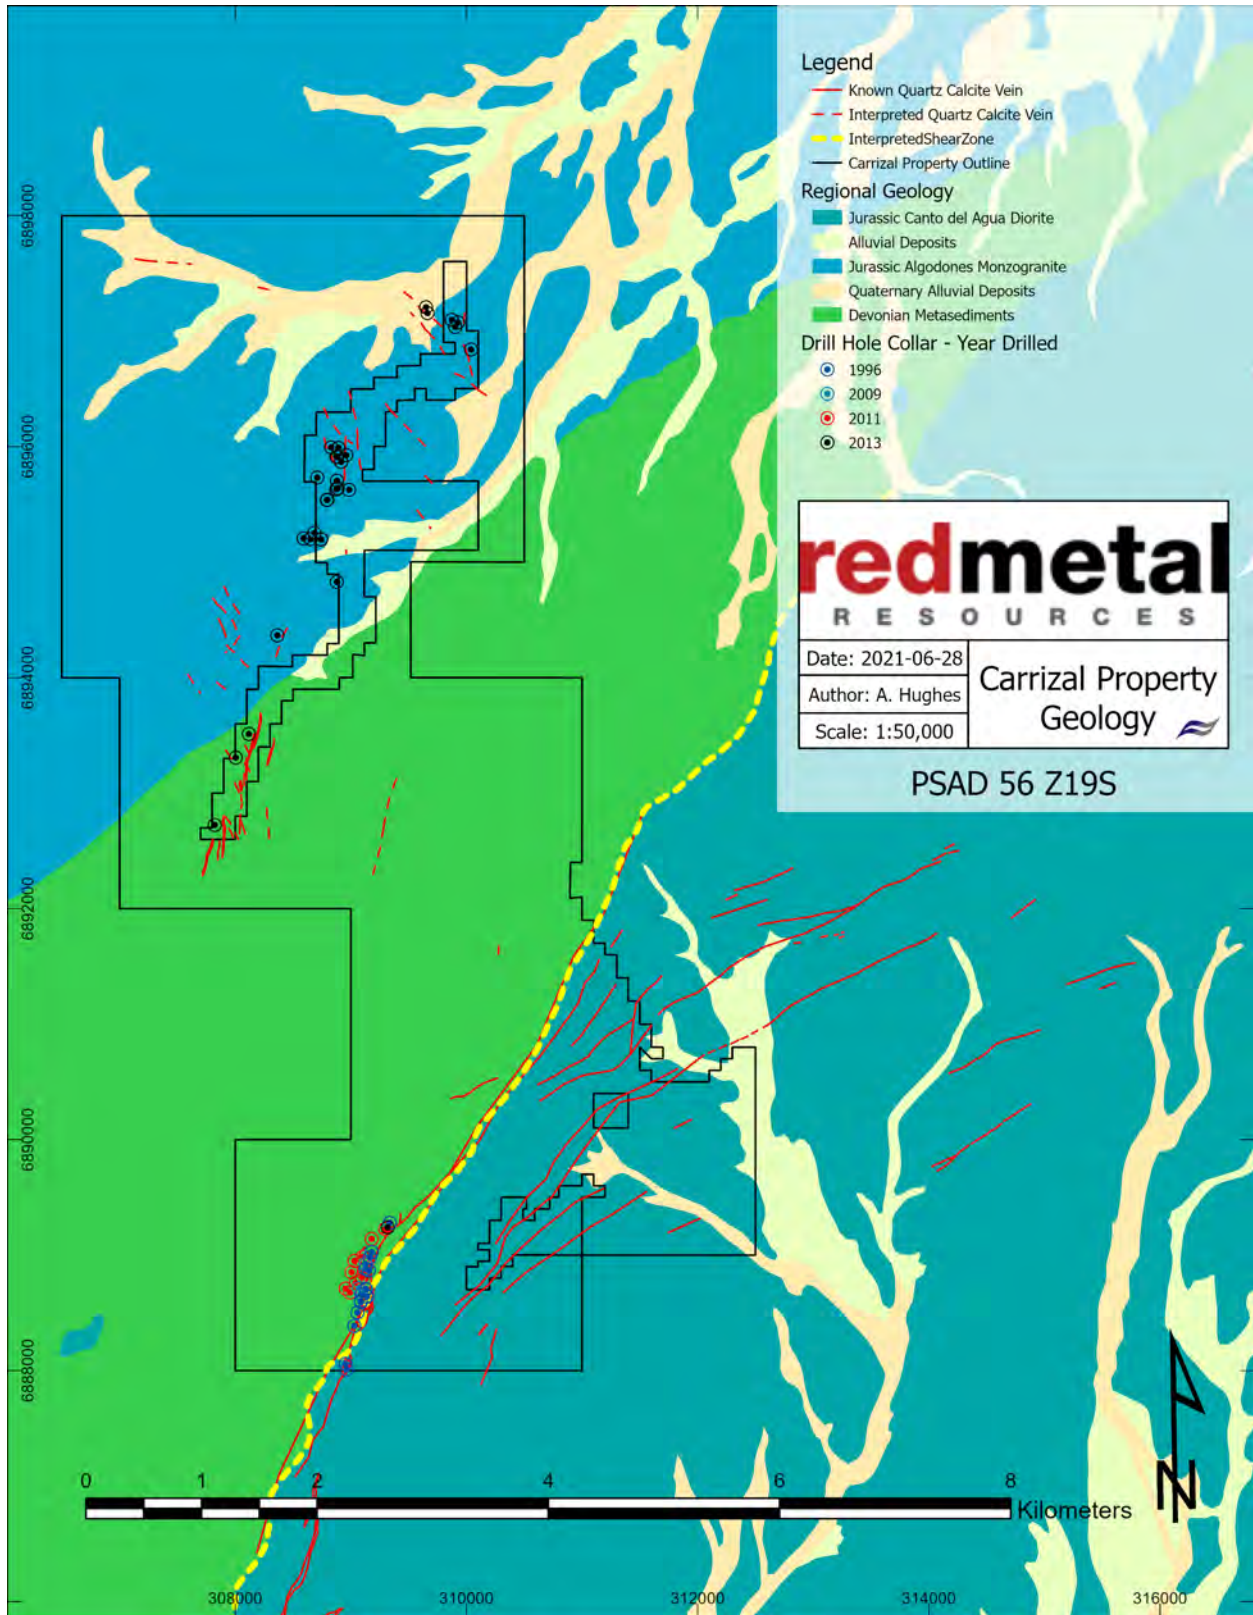 Legend
Known Quartz Calcite Vein
Interpreted Quartz Calcite Vein
InterpretedShearZone
Carrizal Property Outline
Regional Geology
Jurassic Canto del Agua Diorite
Alluvial Deposits
Jurassic Algodones Monzogranite
Quaternary Alluvial Deposits
Devonian Metasediments
Drill Hole Collar - Year Drilled
1996
2009
2011
2013
redmetal
RESOURCES
Date: 2021-06-28
Author: A. Hughes
Scale: 1:50,000
Carrizal Property
Geology
PSAD 56 Z19S
6898000
6896000
6894000
6892000
6890000
6888000
0 1 2 4 6 8
Kilometers
N
308000 310000 312000 314000 316000